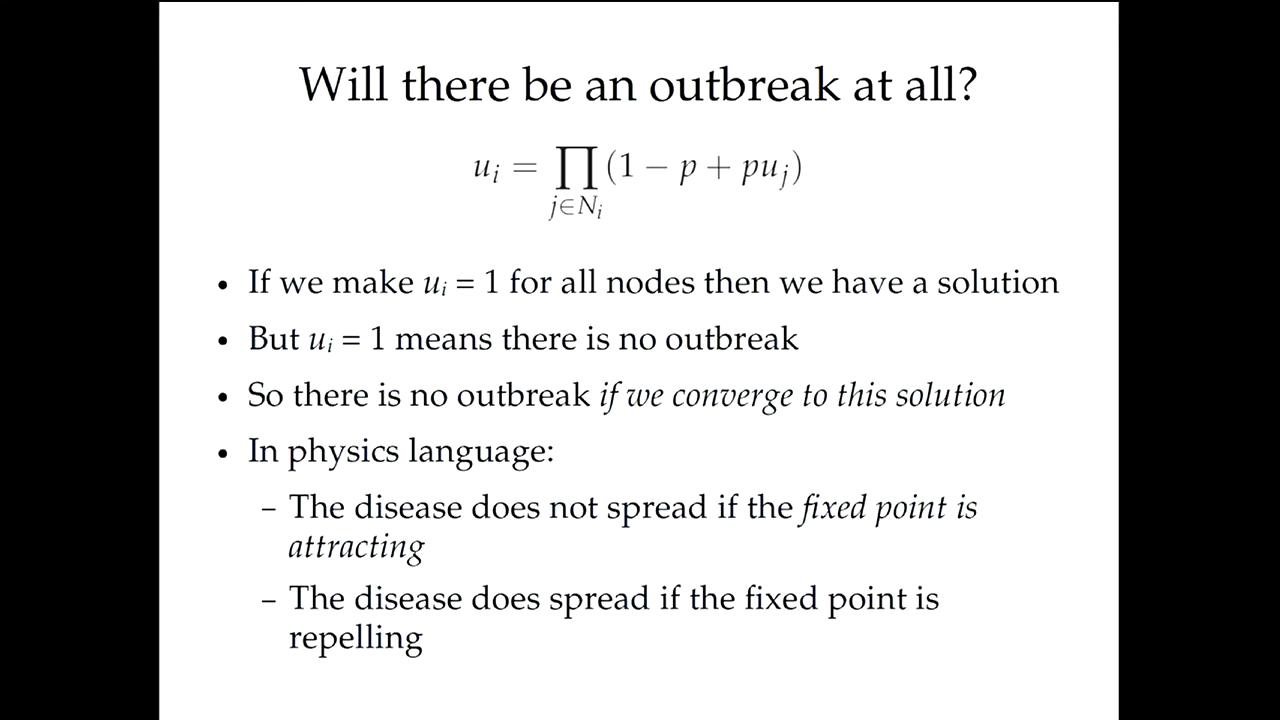 Will there be an outbreak at all?
u_i = ∏_{j∈N_i} (1 − p + pu_j)
• If we make u_i = 1 for all nodes then we have a solution
• But u_i = 1 means there is no outbreak
• So there is no outbreak if we converge to this solution
• In physics language:
– The disease does not spread if the fixed point is
attracting
– The disease does spread if the fixed point is
repelling